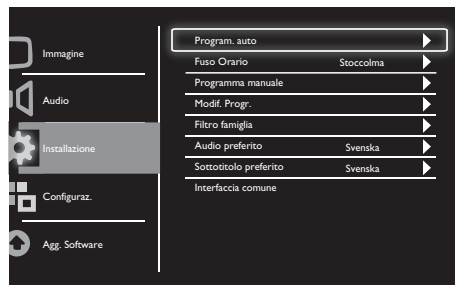 Immagine
Audio
Installazione
Configuraz.
Agg. Software
Program. auto
Fuso Orario Stoccolma
Programma manuale
Modif. Progr.
Filtro famiglia
Audio preferito Svenska
Sottotitolo preferito Svenska
Interfaccia comune